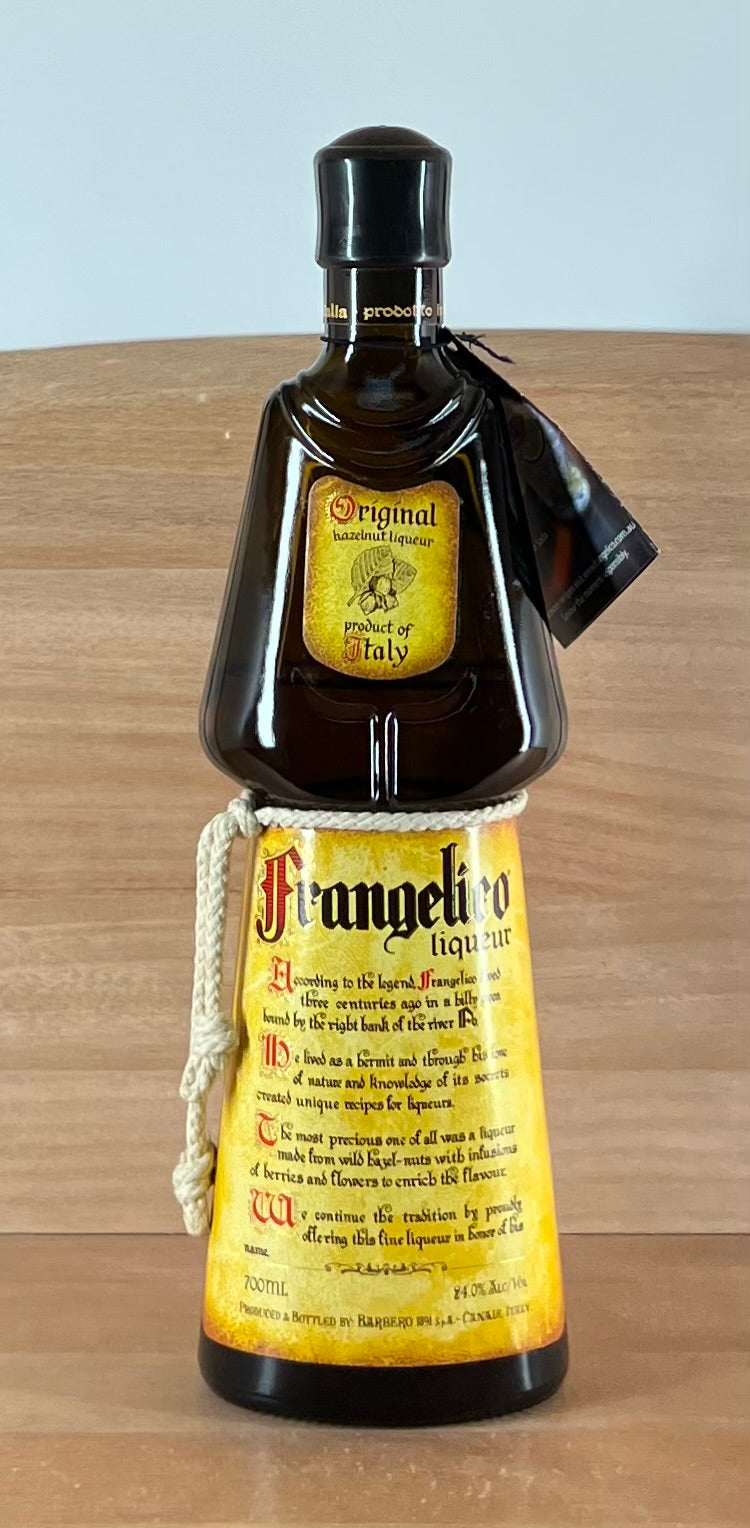 alia · prodotto in
Original
hazelnut liqueur
product of
Italy
Frangelico
liqueur
According to the legend, Frangelico lived
three centuries ago in a hilly area
bound by the right bank of the river Po.
He lived as a hermit and through his love
of nature and knowledge of its secrets
created unique recipes for liqueurs.
The most precious one of all was a liqueur
made from wild hazel-nuts with infusions
of berries and flowers to enrich the flavour.
We continue the tradition by proudly
offering this fine liqueur in honor of his
name.
700mL 24.0% Alc/Vol
Produced & Bottled by: BARBERO 1891 s.p.A. - Canale, Italy.